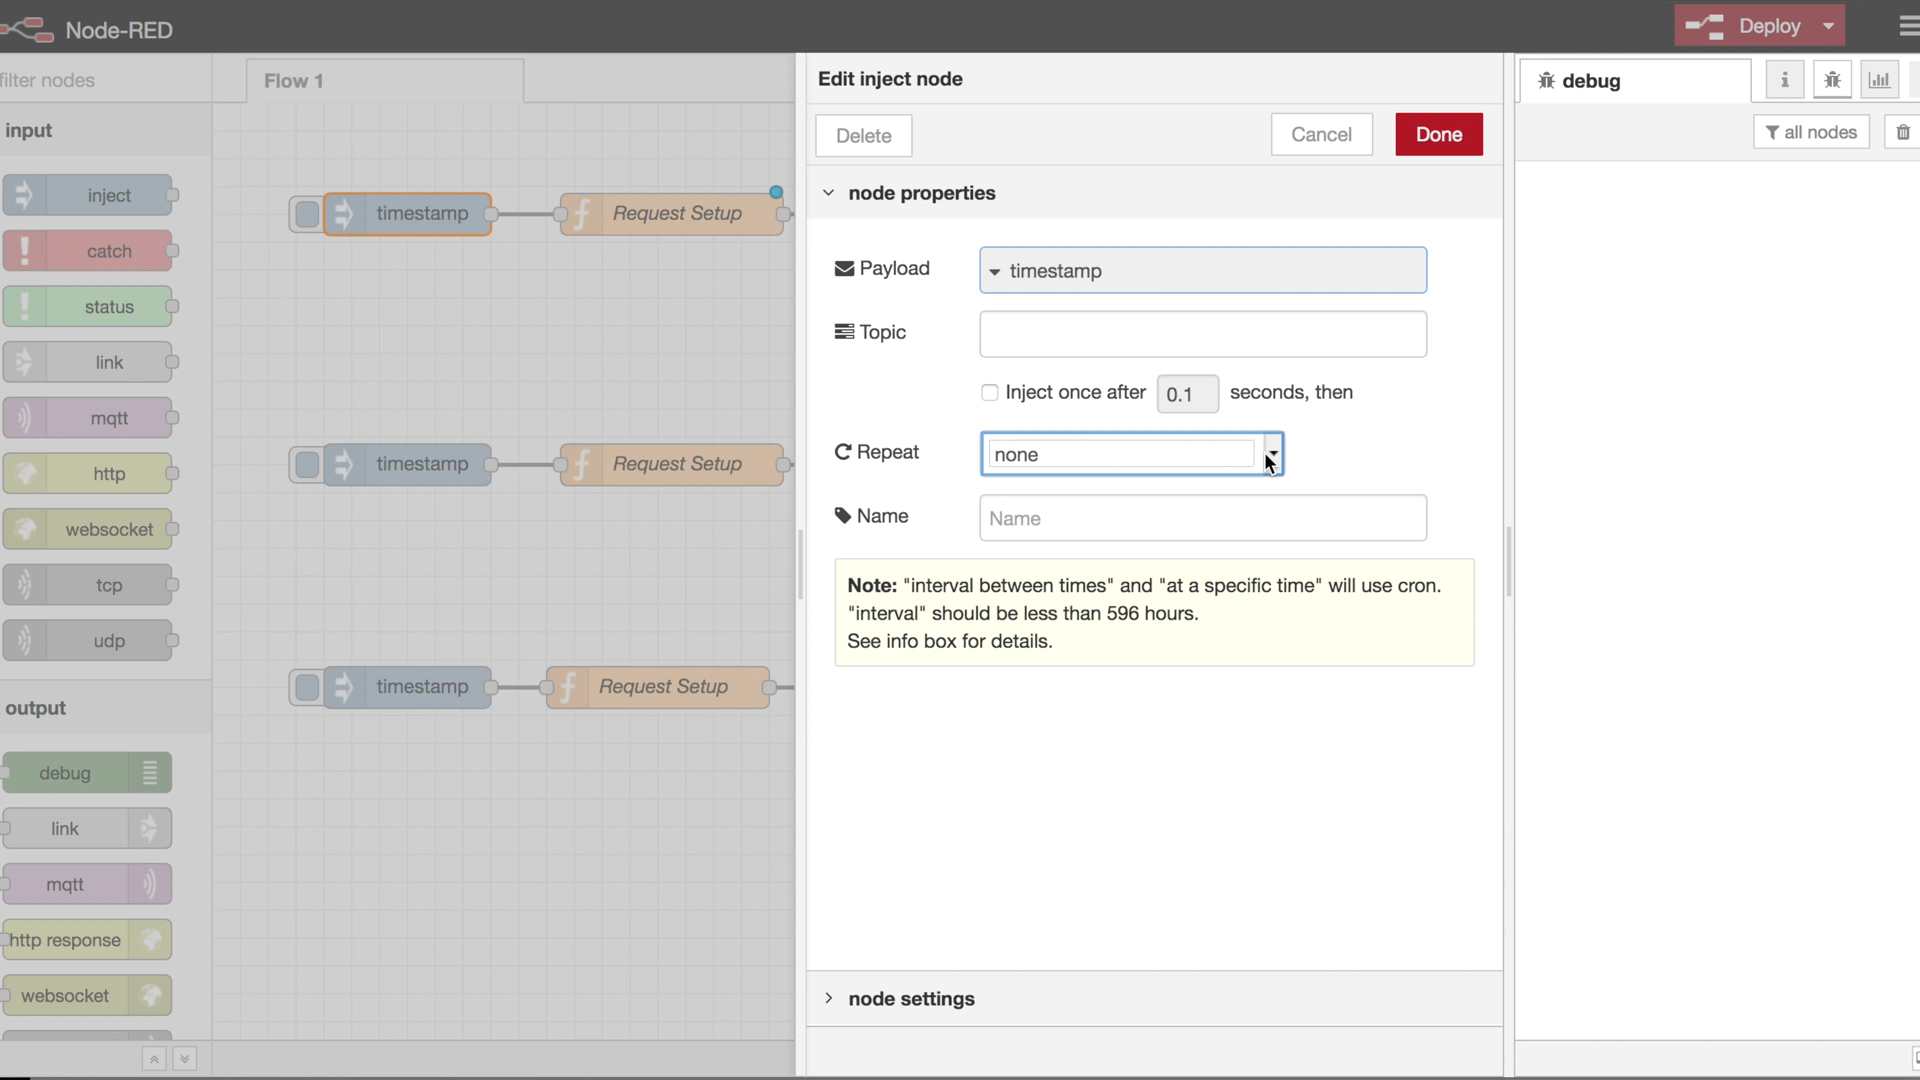 Node-RED
Deploy
filter nodes
Flow 1
input
inject
catch
status
link
mqtt
http
websocket
tcp
udp
output
debug
link
mqtt
http response
websocket
timestamp
Request Setup
timestamp
Request Setup
timestamp
Request Setup
Edit inject node
Delete
Cancel
Done
node properties
Payload
timestamp
Topic
Inject once after 0.1 seconds, then
Repeat
none
Name
Name
Note: "interval between times" and "at a specific time" will use cron.
"interval" should be less than 596 hours.
See info box for details.
node settings
debug
i
all nodes